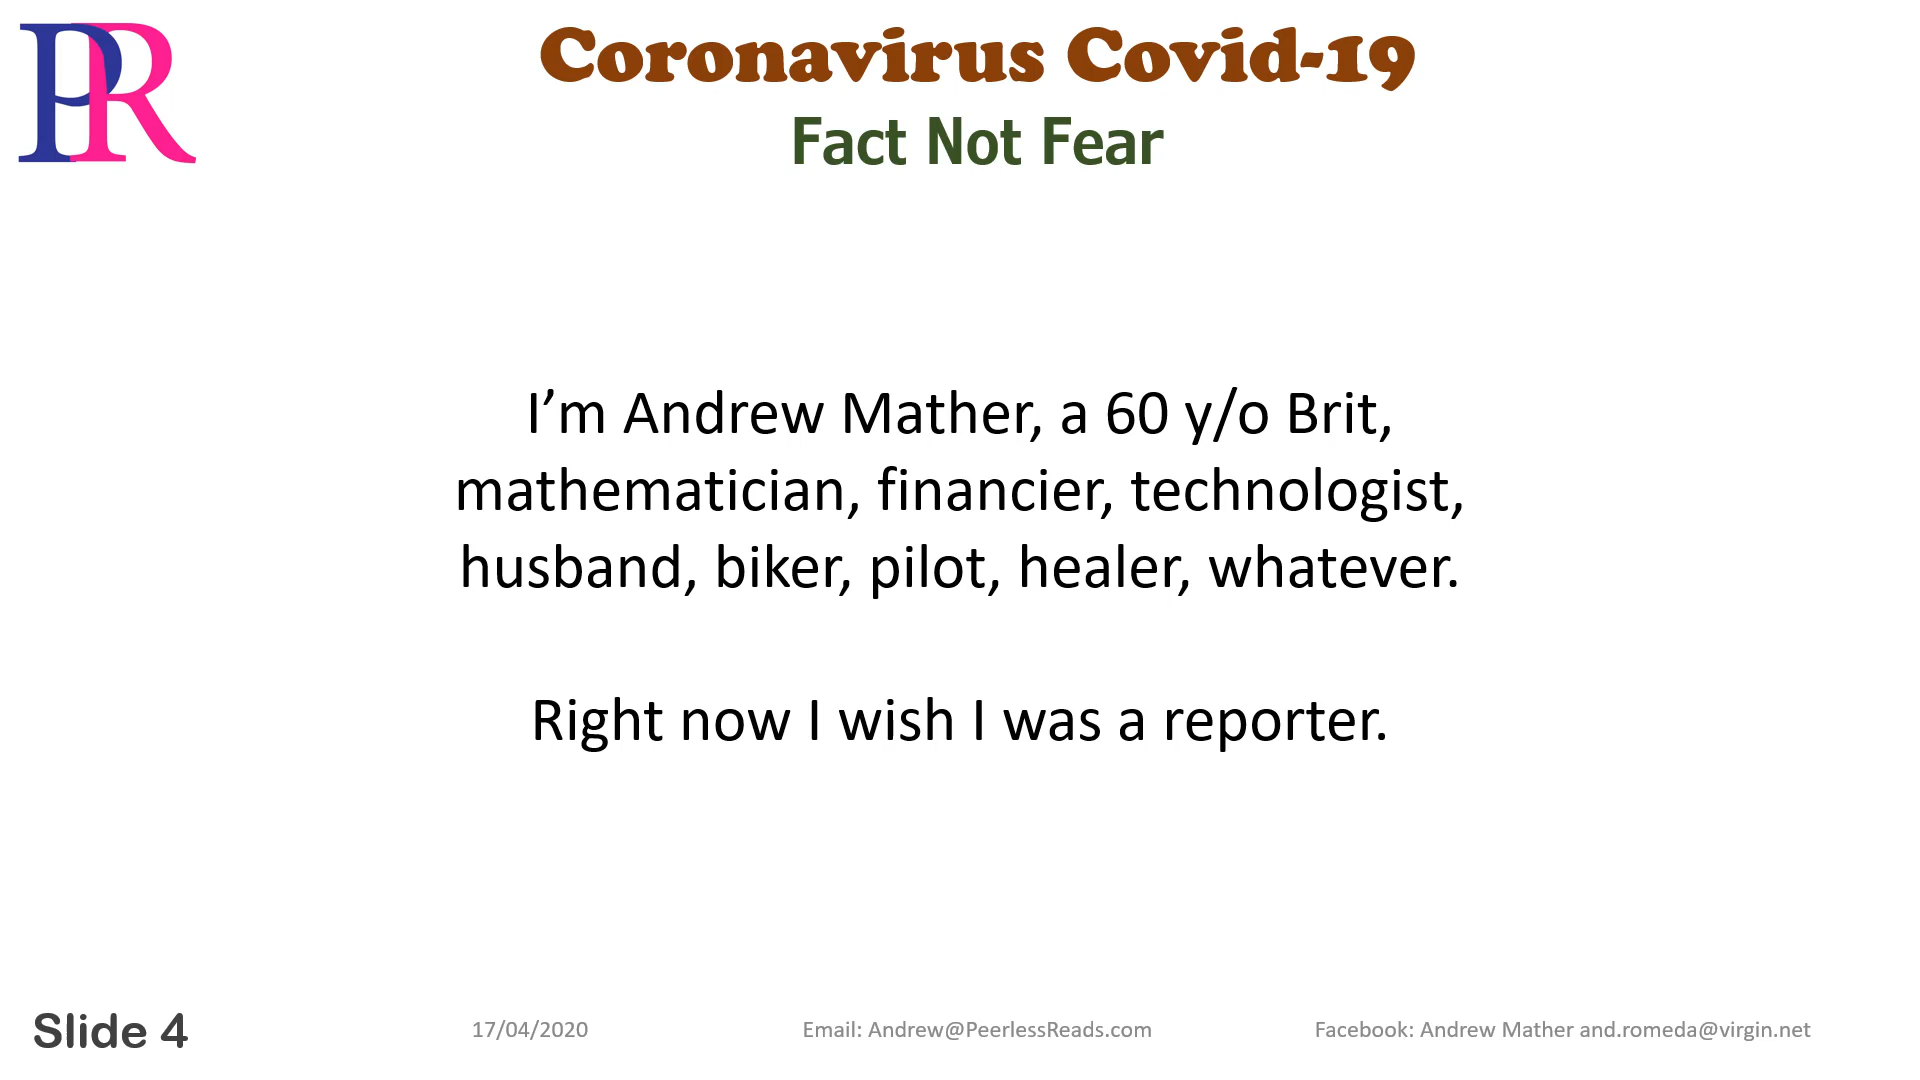 PR
Coronavirus Covid-19
Fact Not Fear
I’m Andrew Mather, a 60 y/o Brit,
mathematician, financier, technologist,
husband, biker, pilot, healer, whatever.
Right now I wish I was a reporter.
Slide 4
17/04/2020
Email: Andrew@PeerlessReads.com
Facebook: Andrew Mather and.romeda@virgin.net